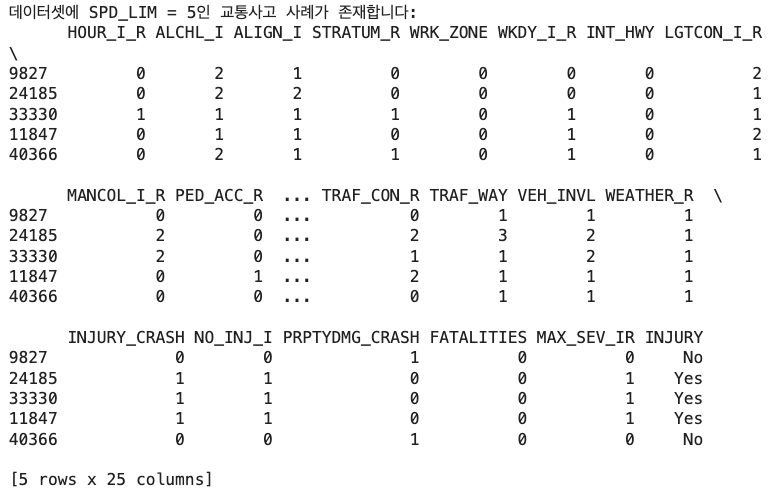 데이터셋에 SPD_LIM = 5인 교통사고 사례가 존재합니다:
      HOUR_I_R ALCHL_I ALIGN_I STRATUM_R WRK_ZONE WKDY_I_R INT_HWY LGTCON_I_R
\
9827         0       2       1         0        0        0       0          2
24185        0       2       2         0        0        0       0          1
33330        1       1       1         1        0        1       0          1
11847        0       1       1         0        0        1       0          2
40366        0       2       1         1        0        1       0          1

      MANCOL_I_R PED_ACC_R  ... TRAF_CON_R TRAF_WAY VEH_INVL WEATHER_R  \
9827           0         0  ...          0        1        1         1
24185          2         0  ...          2        3        2         1
33330          2         0  ...          1        1        2         1
11847          0         1  ...          2        1        1         1
40366          0         0  ...          0        1        1         1

      INJURY_CRASH NO_INJ_I PRPTYDMG_CRASH FATALITIES MAX_SEV_IR INJURY
9827             0        0              1          0          0     No
24185            1        1              0          0          1    Yes
33330            1        1              0          0          1    Yes
11847            1        1              0          0          1    Yes
40366            0        0              1          0          0     No

[5 rows x 25 columns]